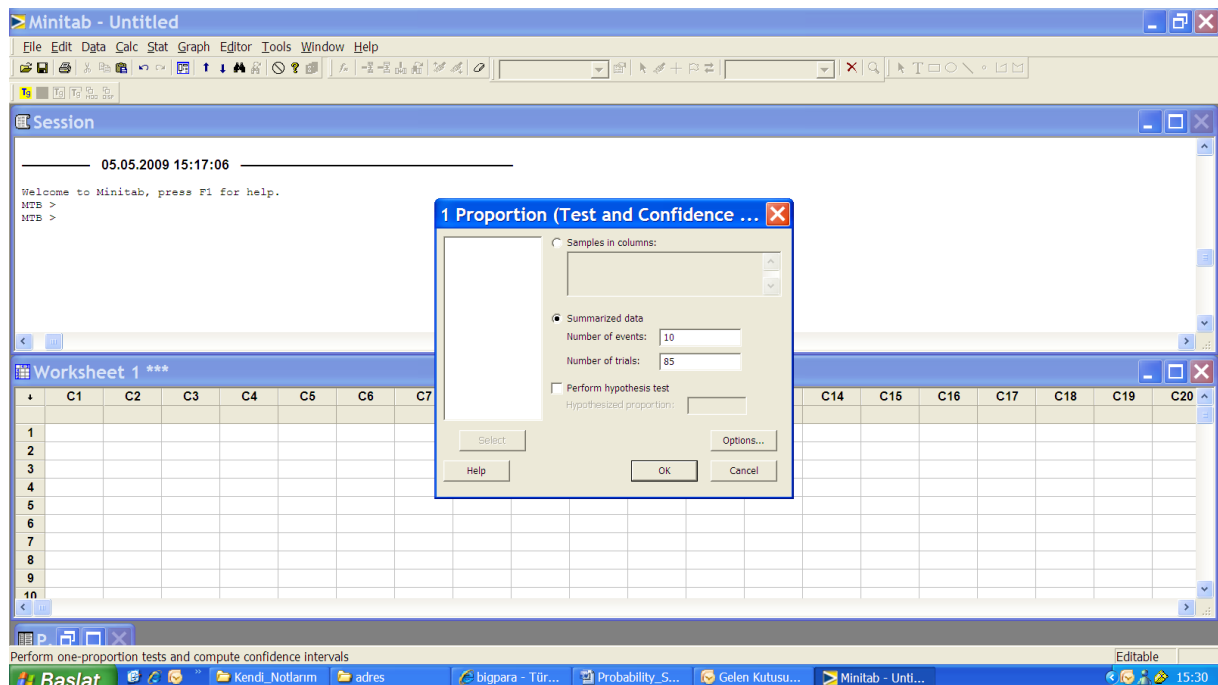 Minitab - Untitled
File Edit Data Calc Stat Graph Editor Tools Window Help
Session
05.05.2009 15:17:06
Welcome to Minitab, press F1 for help.
MTB >
MTB >
1 Proportion (Test and Confidence ...
Samples in columns:
Summarized data
Number of events: 10
Number of trials: 85
Perform hypothesis test
Hypothesized proportion:
Select
Options...
Help
OK
Cancel
Worksheet 1 ***
C1 C2 C3 C4 C5 C6 C7 C14 C15 C16 C17 C18 C19 C20
1
2
3
4
5
6
7
8
9
10
P.
Perform one-proportion tests and compute confidence intervals
Editable
Başlat Kendi_Notlarım adres bigpara - Tür... Probability_S... Gelen Kutusu... Minitab - Unti... 15:30